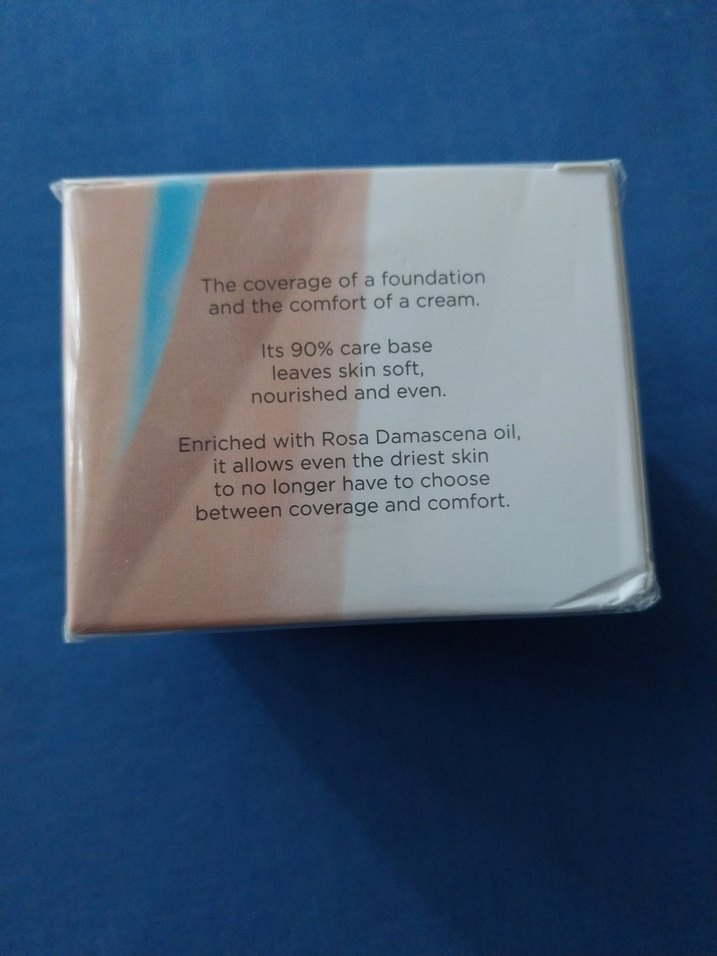 The coverage of a foundation
and the comfort of a cream.
Its 90% care base
leaves skin soft,
nourished and even.
Enriched with Rosa Damascena oil,
it allows even the driest skin
to no longer have to choose
between coverage and comfort.